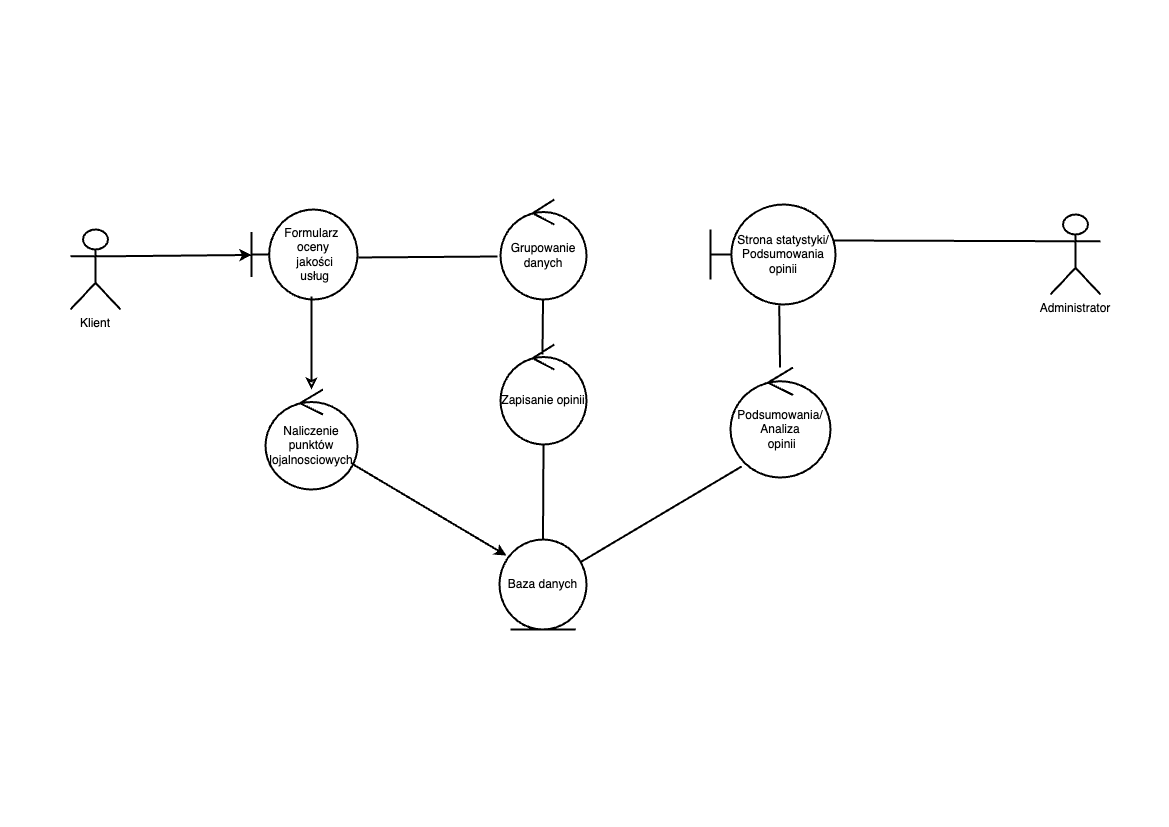 Formularz
oceny
jakości
usług
Grupowanie
danych
Strona statystyki/
Podsumowania
opinii
Klient
Administrator
Zapisanie opinii
Naliczenie
punktów
lojalnosciowych
Podsumowania/
Analiza
opinii
Baza danych